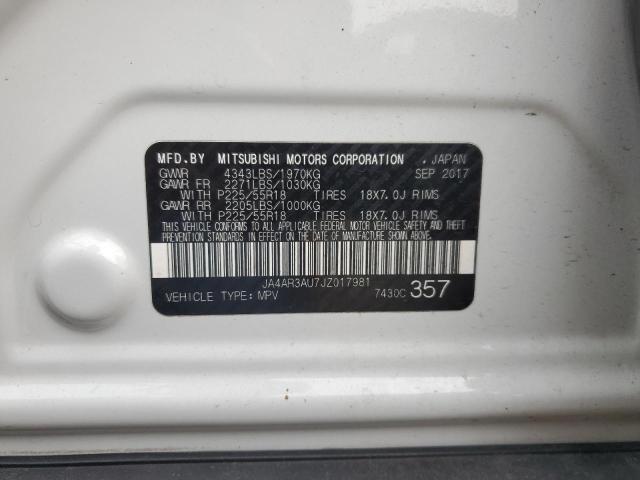 MFD.BY MITSUBISHI MOTORS CORPORATION . JAPAN
GVWR 4343LBS/1970KG SEP 2017
GAWR FR 2271LBS/1030KG
WITH P225/55R18 TIRES 18X7.0J RIMS
GAWR RR 2205LBS/1000KG
WITH P225/55R18 TIRES 18X7.0J RIMS
THIS VEHICLE CONFORMS TO ALL APPLICABLE FEDERAL MOTOR VEHICLE SAFETY, BUMPER AND
THEFT PREVENTION STANDARDS IN EFFECT ON THE DATE OF MANUFACTURE SHOWN ABOVE.
JA4AR3AU7JZ017981
VEHICLE TYPE: MPV 7430C 357